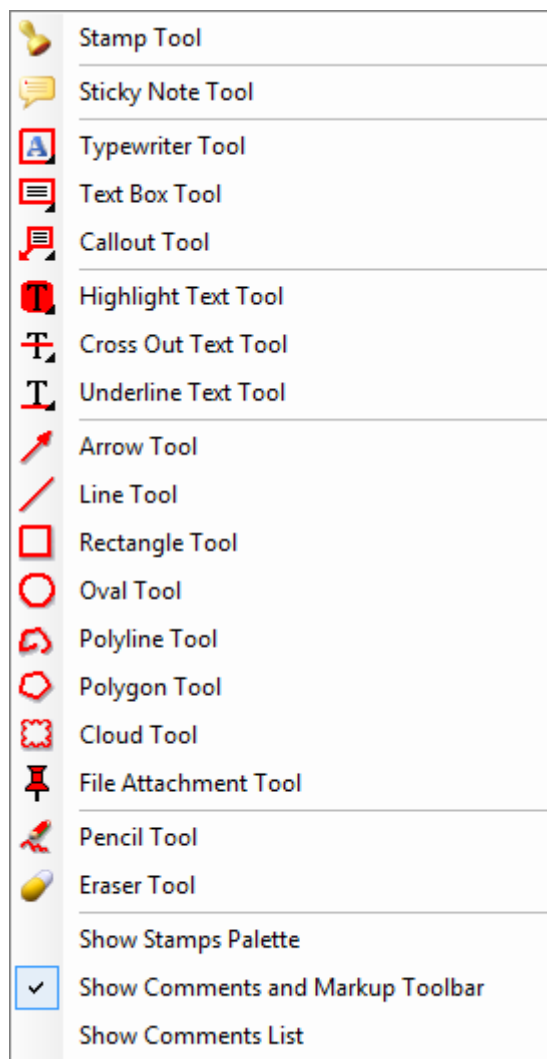 Stamp Tool
Sticky Note Tool
Typewriter Tool
Text Box Tool
Callout Tool
Highlight Text Tool
Cross Out Text Tool
Underline Text Tool
Arrow Tool
Line Tool
Rectangle Tool
Oval Tool
Polyline Tool
Polygon Tool
Cloud Tool
File Attachment Tool
Pencil Tool
Eraser Tool
Show Stamps Palette
Show Comments and Markup Toolbar
Show Comments List